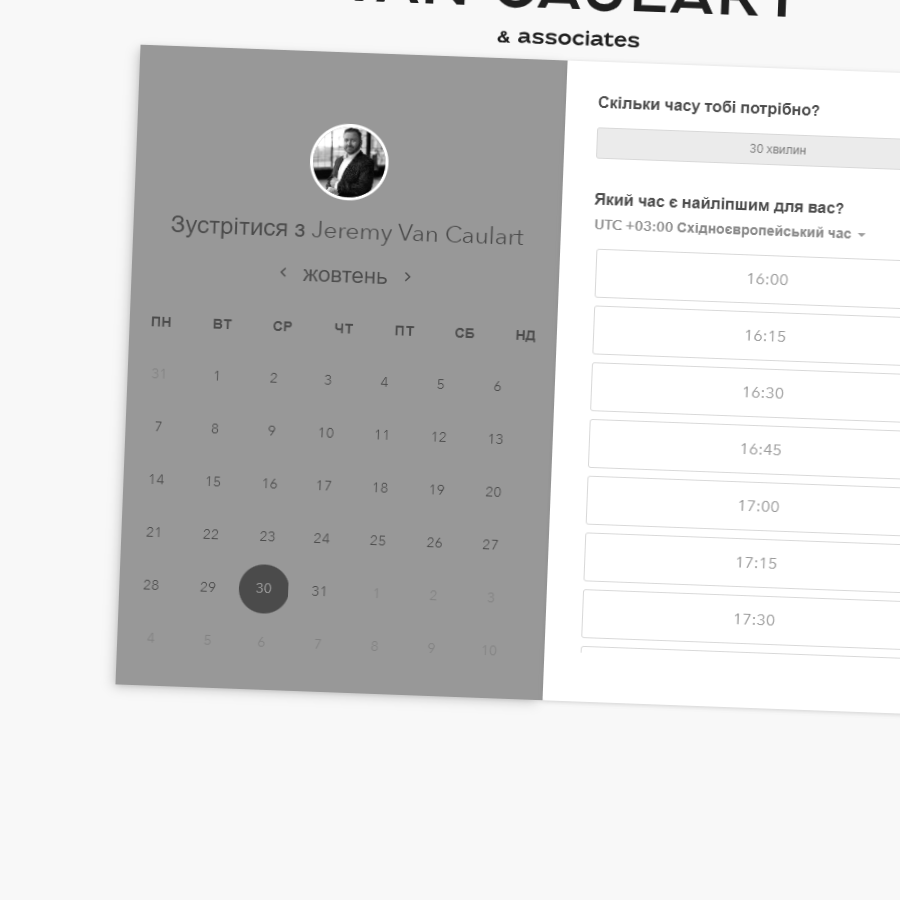 VAN CAULART
& associates
Зустрітися з Jeremy Van Caulart
‹ жовтень ›
ПН ВТ СР ЧТ ПТ СБ НД
31 1 2 3 4 5 6
7 8 9 10 11 12 13
14 15 16 17 18 19 20
21 22 23 24 25 26 27
28 29 30 31 1 2 3
4 5 6 7 8 9 10
Скільки часу тобі потрібно?
30 хвилин
Який час є найліпшим для вас?
UTC +03:00 Східноєвропейський час
16:00
16:15
16:30
16:45
17:00
17:15
17:30